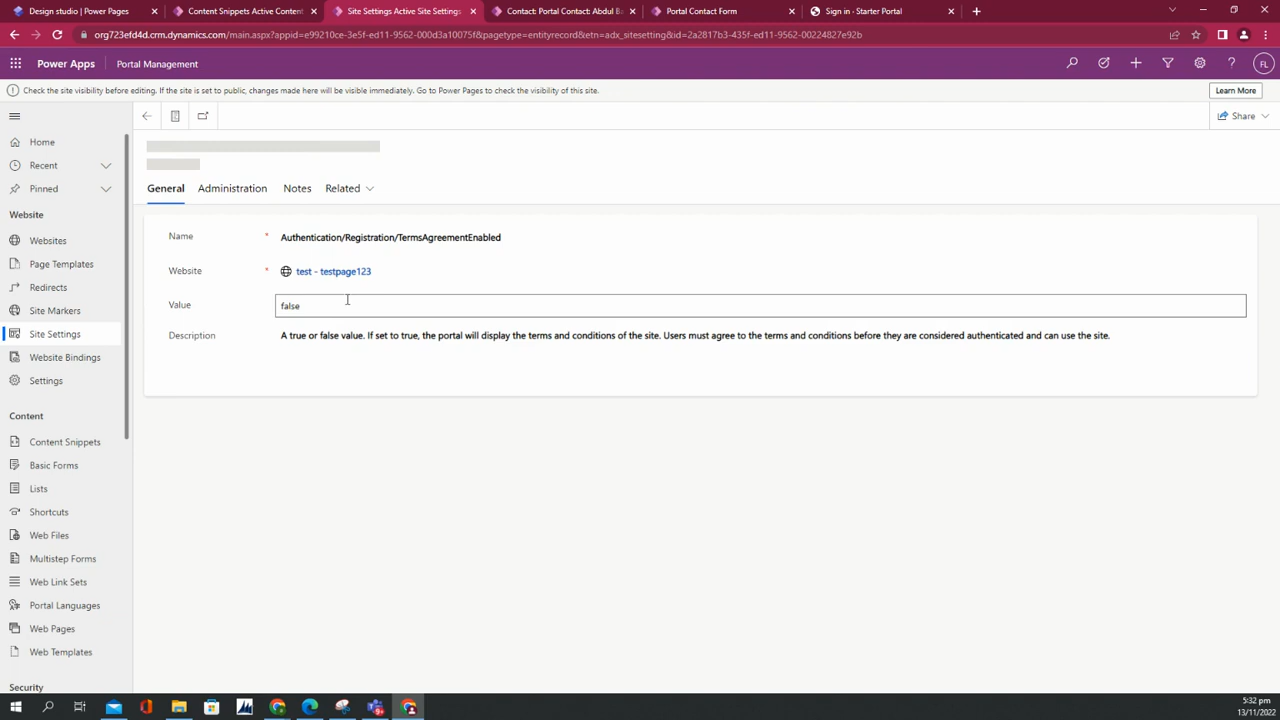 Design studio | Power Pages
Content Snippets Active Content
Site Settings Active Site Settings
Contact: Portal Contact: Abdul B
Portal Contact Form
Sign in - Starter Portal
org723efd4d.crm.dynamics.com/main.aspx?appid=e99210ce-3e5f-ed11-9562-000d3a10075f&pagetype=entityrecord&etn=adx_sitesetting&id=2a2817b3-435f-ed11-9562-00224827e92b
Power Apps
Portal Management
FL
Check the site visibility before editing. If the site is set to public, changes made here will be visible immediately. Go to Power Pages to check the visibility of this site.
Learn More
Share
Home
Recent
Pinned
Website
Websites
Page Templates
Redirects
Site Markers
Site Settings
Website Bindings
Settings
Content
Content Snippets
Basic Forms
Lists
Shortcuts
Web Files
Multistep Forms
Web Link Sets
Portal Languages
Web Pages
Web Templates
Security
General
Administration
Notes
Related
Name * Authentication/Registration/TermsAgreementEnabled
Website * test - testpage123
Value false
Description A true or false value. If set to true, the portal will display the terms and conditions of the site. Users must agree to the terms and conditions before they are considered authenticated and can use the site.
5:32 pm
13/11/2022